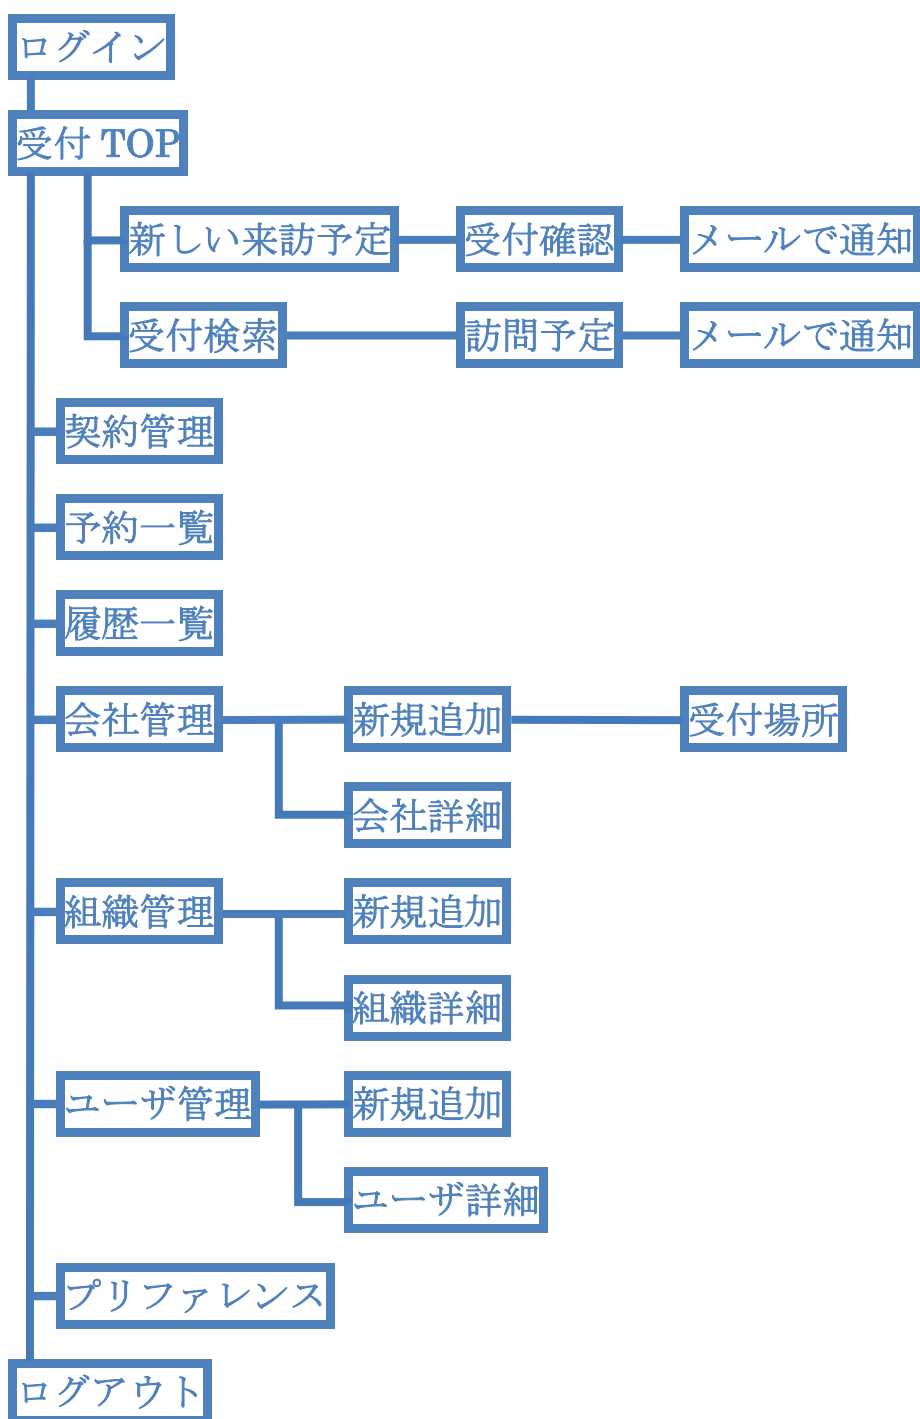 ログイン
受付 TOP
新しい来訪予定 受付確認 メールで通知
受付検索 訪問予定 メールで通知
契約管理
予約一覧
履歴一覧
会社管理 新規追加 受付場所
会社詳細
組織管理 新規追加
組織詳細
ユーザ管理 新規追加
ユーザ詳細
プリファレンス
ログアウト